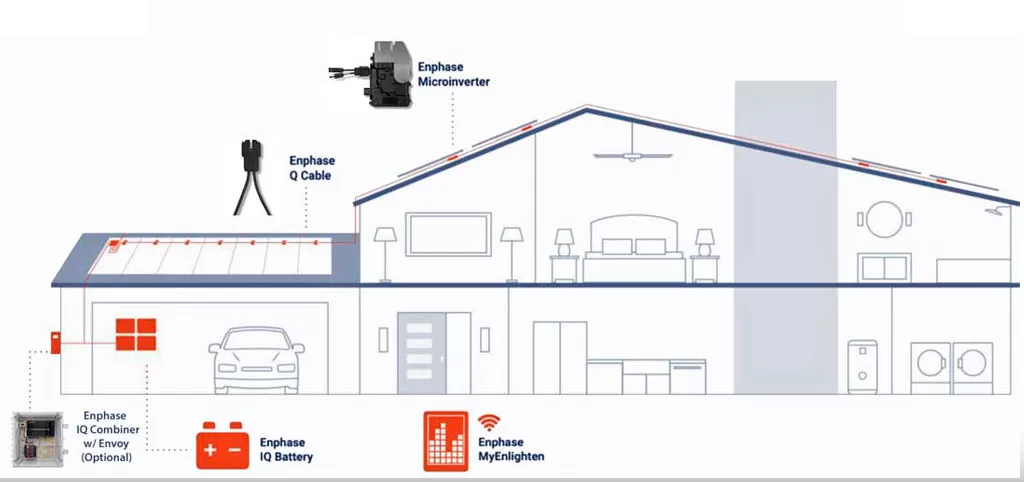 Enphase
Microinverter
Enphase
Q Cable
Enphase
IQ Combiner
w/ Envoy
(Optional)
Enphase
IQ Battery
Enphase
MyEnlighten